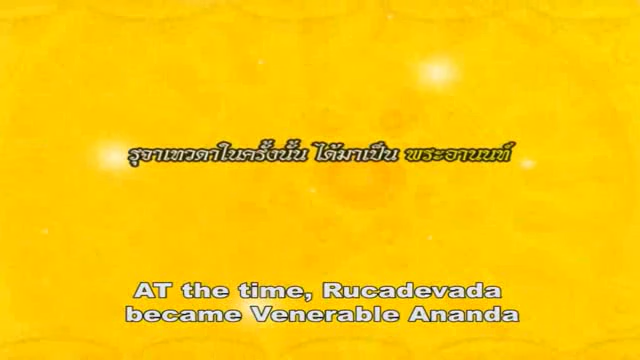 รุจาเทวดาในครั้งนั้น ได้มาเป็น พระอานนท์
AT the time, Rucadevada
became Venerable Ananda